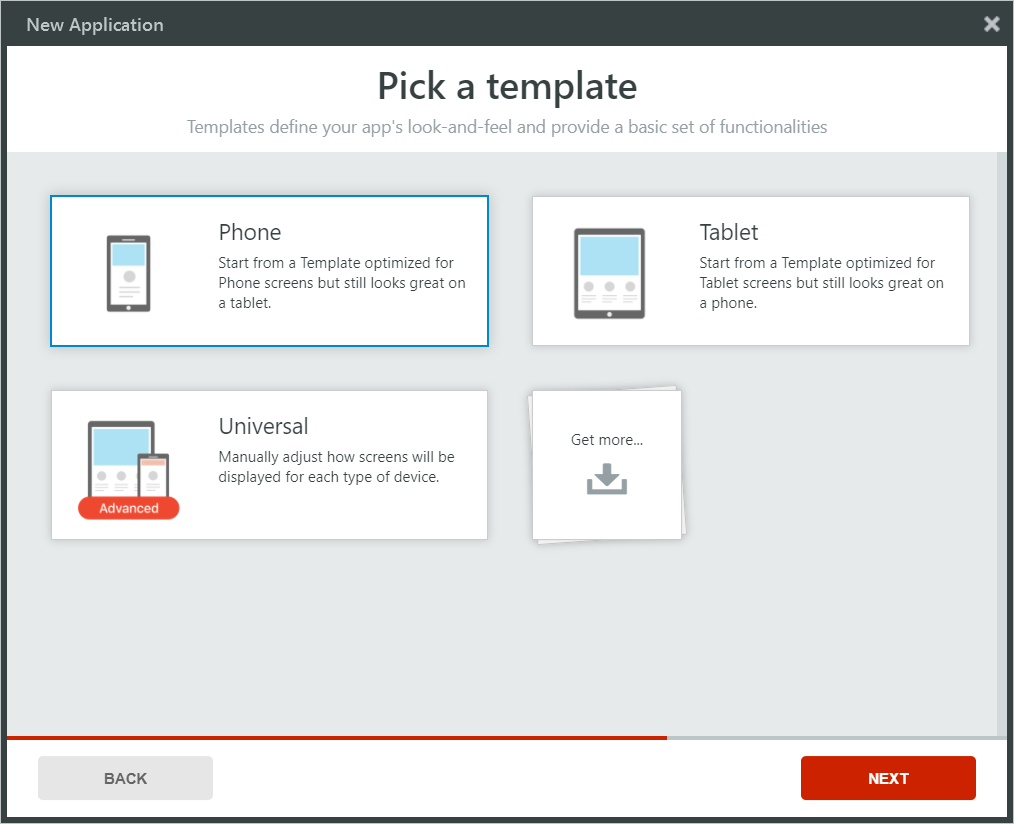 New Application
Pick a template
Templates define your app's look-and-feel and provide a basic set of functionalities
Phone
Start from a Template optimized for
Phone screens but still looks great on
a tablet.
Tablet
Start from a Template optimized for
Tablet screens but still looks great on
a phone.
Universal
Manually adjust how screens will be
displayed for each type of device.
Advanced
Get more...
BACK
NEXT